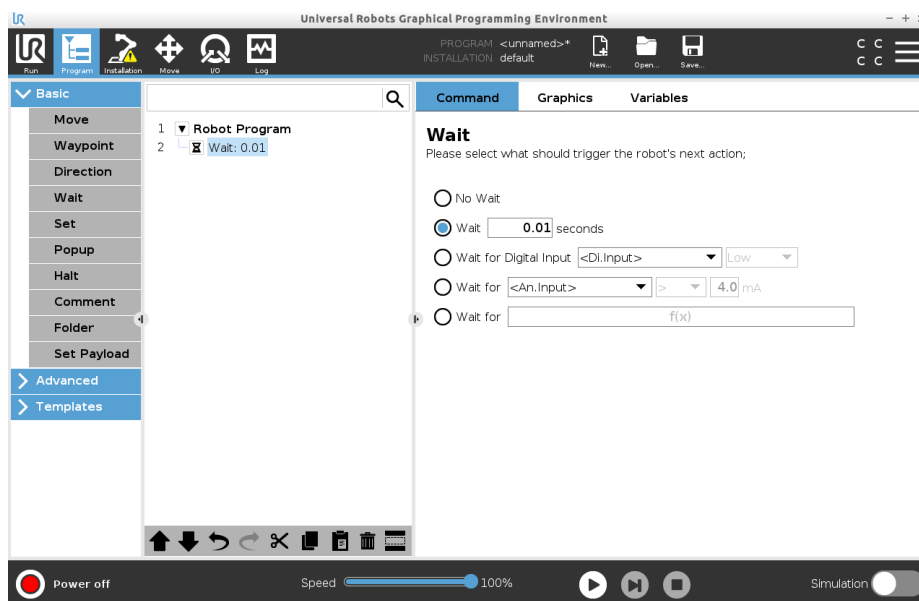 UR Universal Robots Graphical Programming Environment
UR PROGRAM <unnamed>* C C
INSTALLATION default C C
Run Program Installation Move I/O Log New... Open... Save...
Basic
Move
Waypoint
Direction
Wait
Set
Popup
Halt
Comment
Folder
Set Payload
Advanced
Templates
1 Robot Program
2 Wait: 0.01
Command Graphics Variables
Wait
Please select what should trigger the robot's next action;
No Wait
Wait 0.01 seconds
Wait for Digital Input <Di.Input> Low
Wait for <An.Input> > 4.0 mA
Wait for f(x)
Power off Speed 100% Simulation